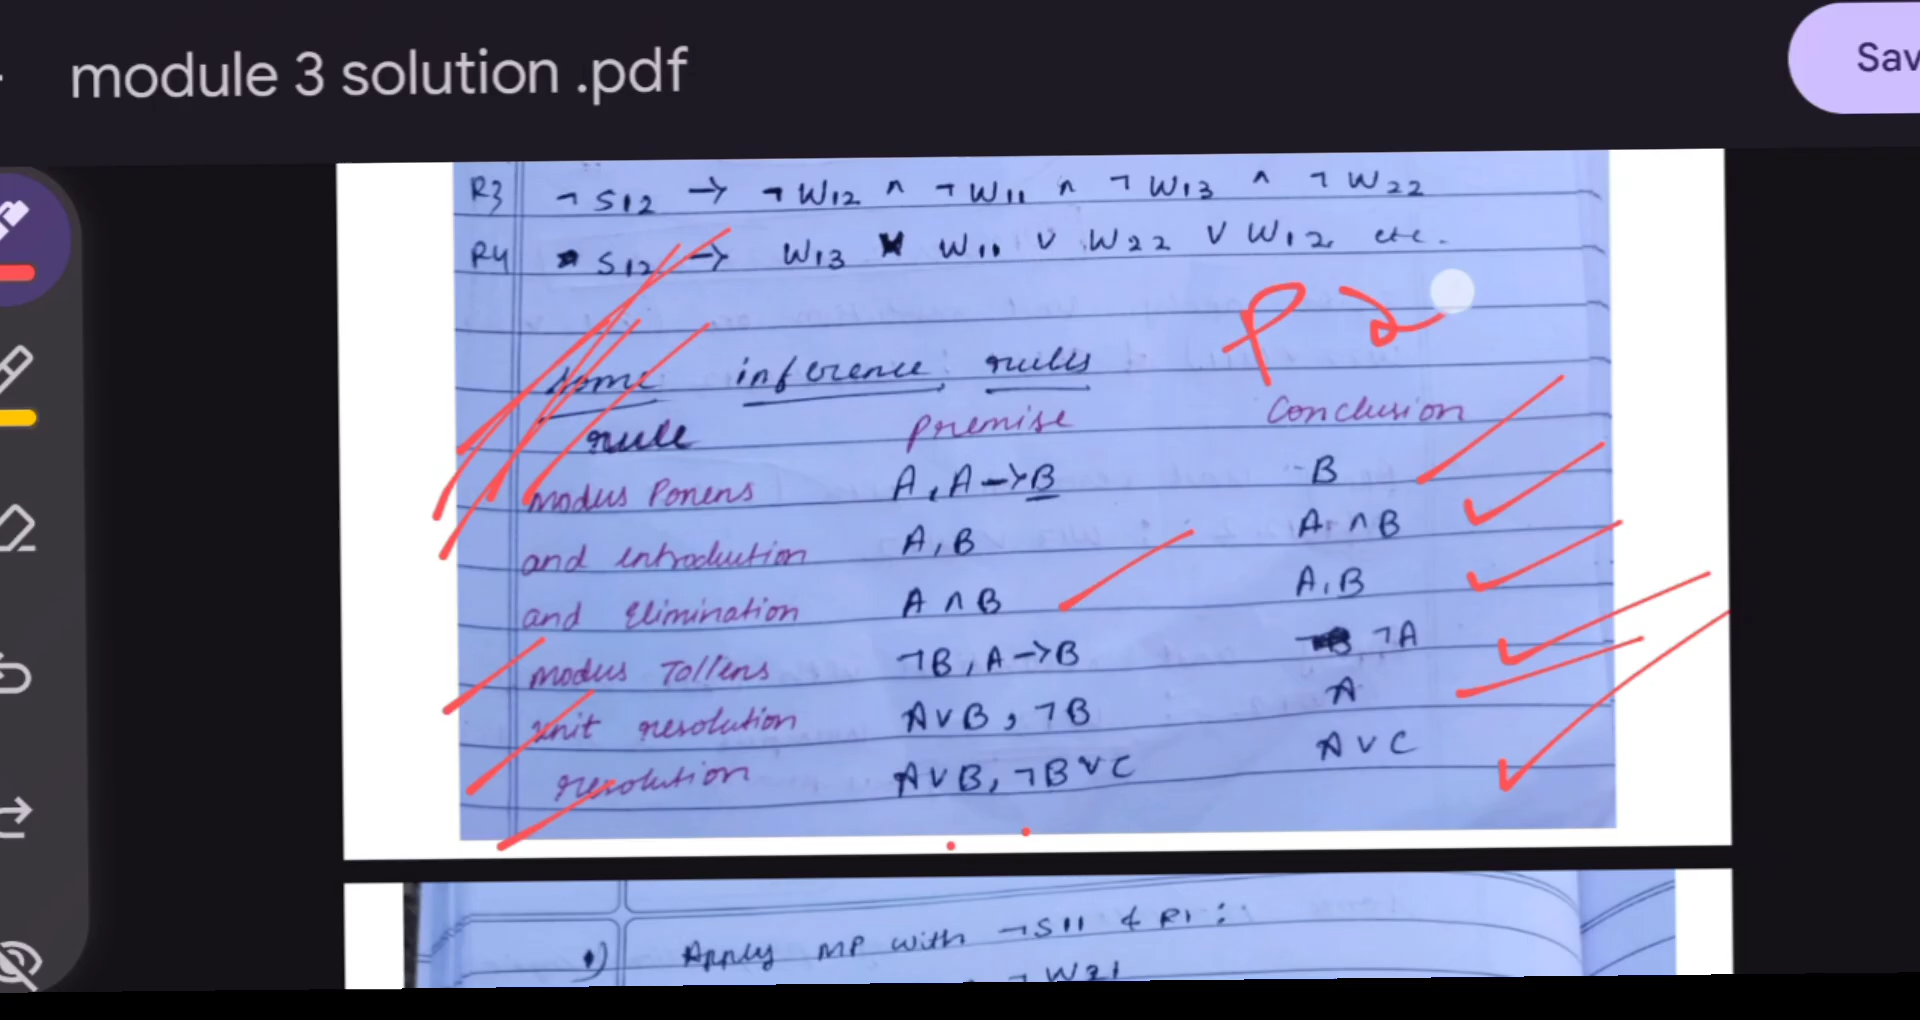 module 3 solution .pdf
Sav
R3 ¬ S12 → ¬ W12 ∧ ¬ W11 ∧ ¬ W13 ∧ ¬ W22
R4 S12 → W13 W11 ∨ W22 ∨ W12 etc.
Some inference rules
rule premise Conclusion
modus Ponens A, A → B B
and introduction A, B A ∧ B
and Elimination A ∧ B A, B
modus Tollens ¬B, A → B ¬A
unit resolution A ∨ B, ¬B A
resolution A ∨ B, ¬B ∨ C A ∨ C
1) Apply MP with ¬S11 & R1:
¬ W21